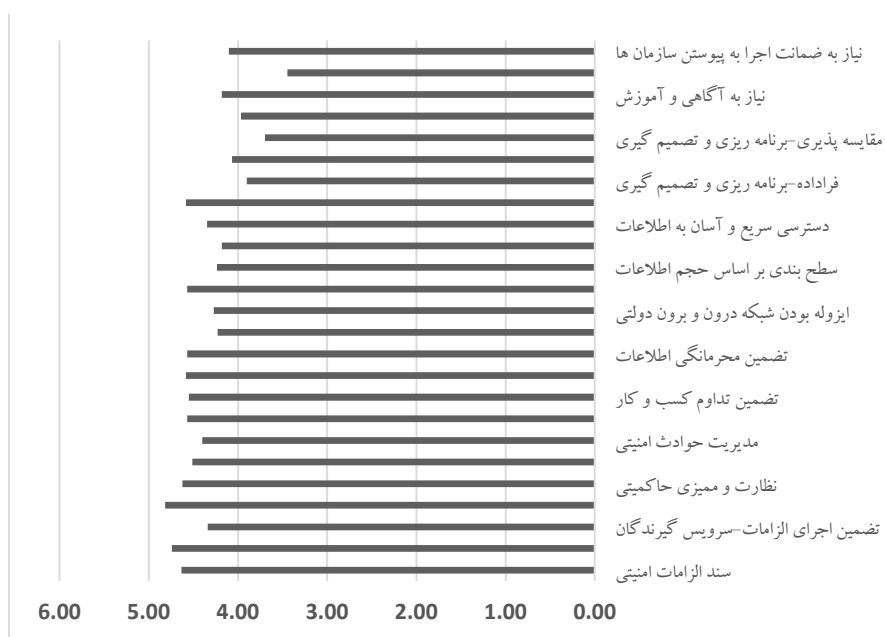 نیاز به ضمانت اجرا به پیوستن سازمان ها
نیاز به آگاهی و آموزش
مقایسه پذیری-برنامه ریزی و تصمیم گیری
فراداده-برنامه ریزی و تصمیم گیری
دسترسی سریع و آسان به اطلاعات
سطح بندی بر اساس حجم اطلاعات
ایزوله بودن شبکه درون و برون دولتی
تضمین محرمانگی اطلاعات
تضمین تداوم کسب و کار
مدیریت حوادث امنیتی
نظارت و ممیزی حاکمیتی
تضمین اجرای الزامات-سرویس گیرندگان
سند الزامات امنیتی
6.00 5.00 4.00 3.00 2.00 1.00 0.00